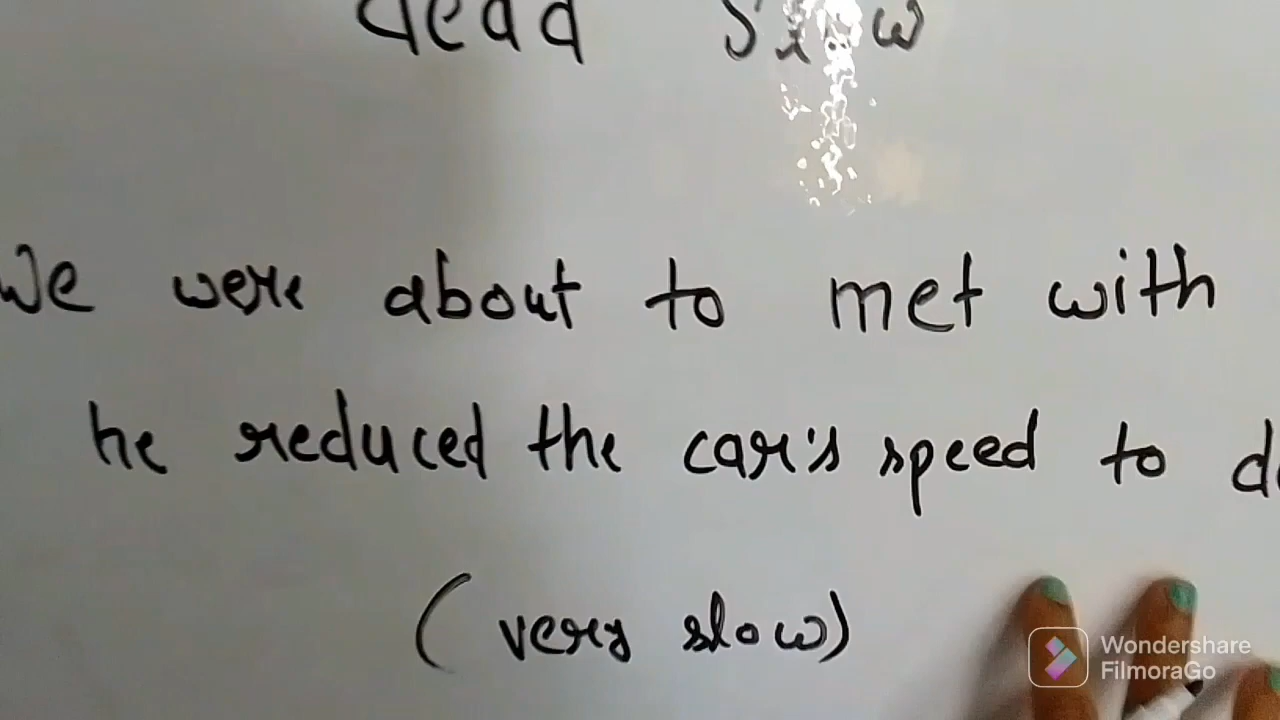 dead slow
We were about to met with
he reduced the car's speed to
(very slow)
Wondershare
FilmoraGo